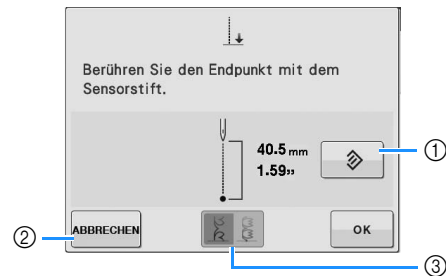 Berühren Sie den Endpunkt mit dem
Sensorstift.
40.5 mm
1.59"
①
ABBRECHEN
OK
②
③